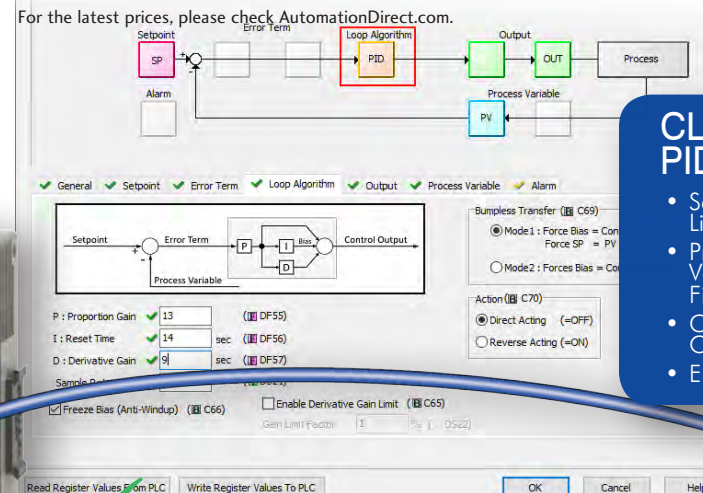 For the latest prices, please check AutomationDirect.com.
Setpoint
Error Term
Loop Algorithm
Output
SP
+
-
PID
OUT
Process
Alarm
Process Variable
PV
CL
PID
General
Setpoint
Error Term
Loop Algorithm
Output
Process Variable
Alarm
Setpoint
+
-
Error Term
P
I
D
Bias
Control Output
Process Variable
Bumpless Transfer ( C69)
Mode1 : Force Bias = Con
Force SP = PV
Mode2 : Forces Bias = Co
Action ( C70)
Direct Acting (=OFF)
Reverse Acting (=ON)
P : Proportion Gain 13 ( DF55)
I : Reset Time 14 sec ( DF56)
D : Derivative Gain 9 sec ( DF57)
Freeze Bias (Anti-Windup) ( C66)
Enable Derivative Gain Limit ( C65)
Gain Limit Factor 1 % ( DS22)
Read Register Values From PLC
Write Register Values To PLC
OK
Cancel
Help